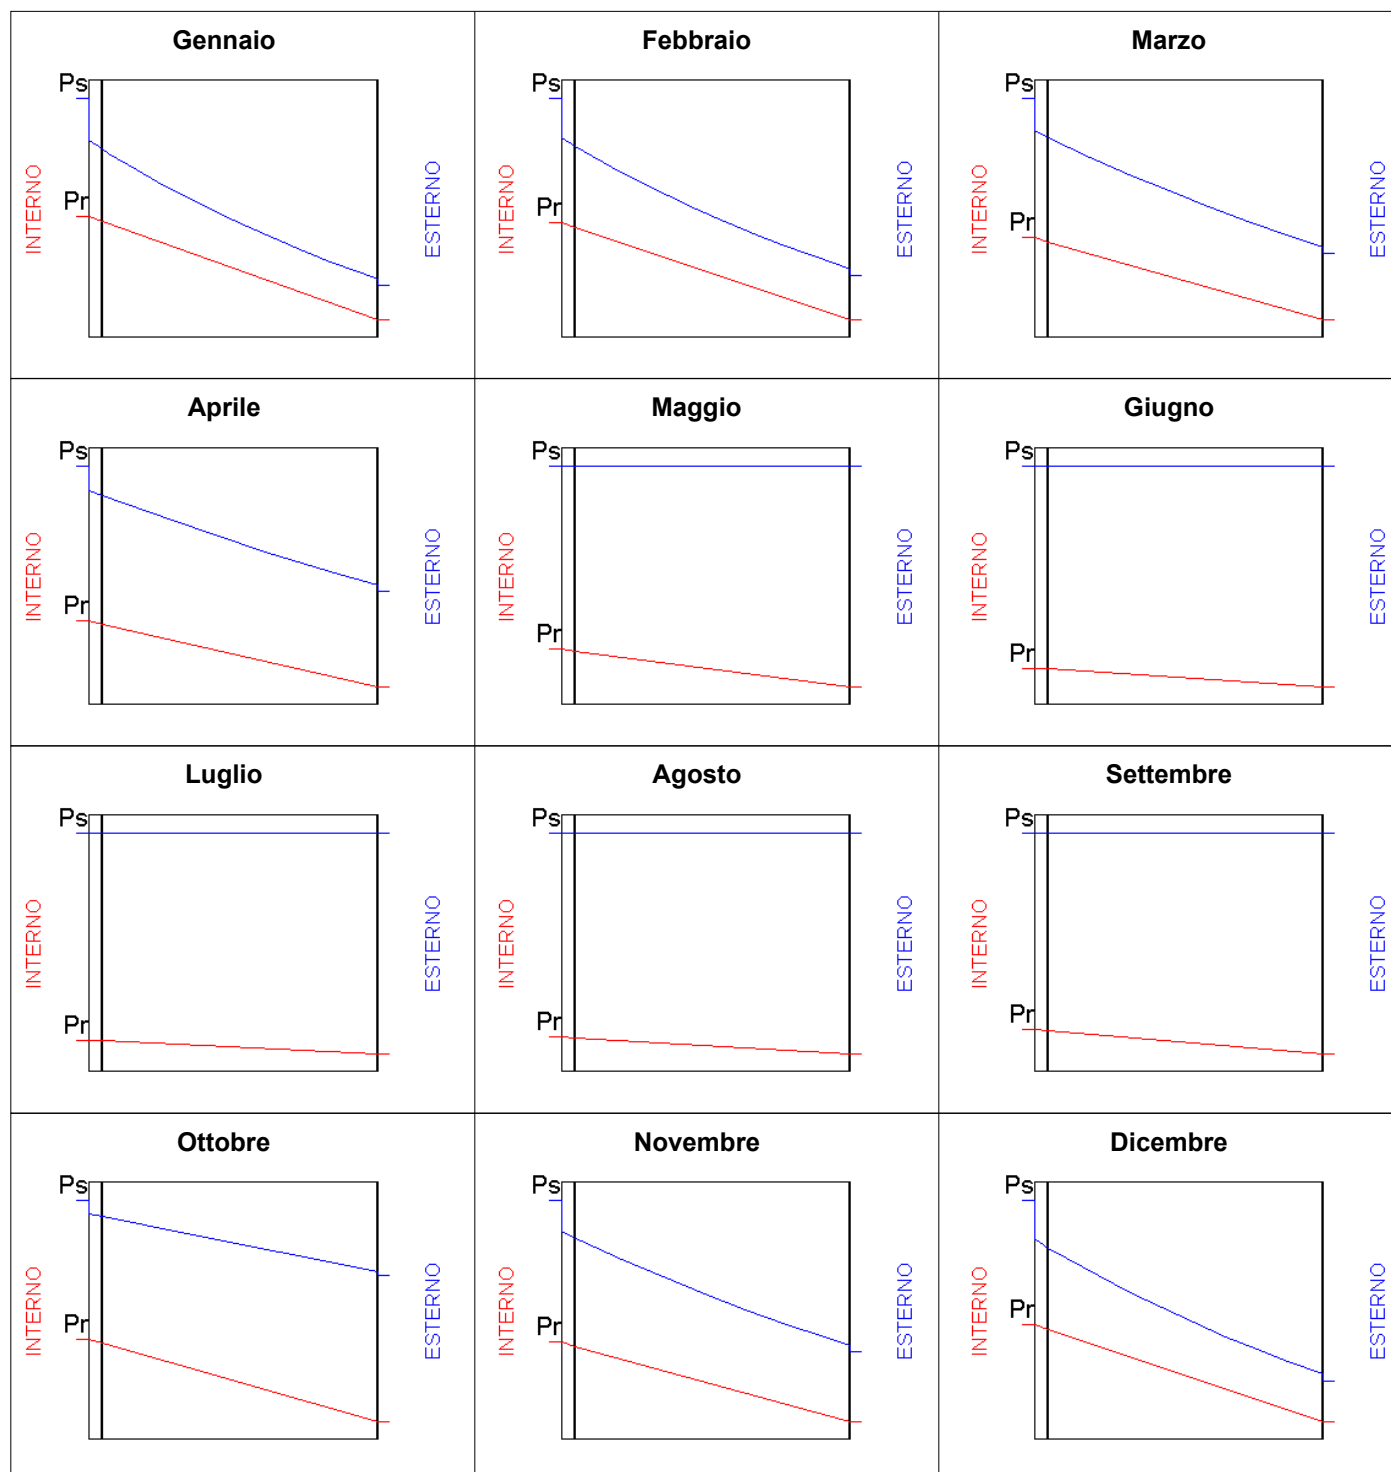 Gennaio
Febbraio
Marzo
Ps
Pr
INTERNO
ESTERNO
Ps
Pr
INTERNO
ESTERNO
Ps
Pr
INTERNO
ESTERNO
Aprile
Maggio
Giugno
Ps
Pr
INTERNO
ESTERNO
Ps
Pr
INTERNO
ESTERNO
Ps
Pr
INTERNO
ESTERNO
Luglio
Agosto
Settembre
Ps
Pr
INTERNO
ESTERNO
Ps
Pr
INTERNO
ESTERNO
Ps
Pr
INTERNO
ESTERNO
Ottobre
Novembre
Dicembre
Ps
Pr
INTERNO
ESTERNO
Ps
Pr
INTERNO
ESTERNO
Ps
Pr
INTERNO
ESTERNO